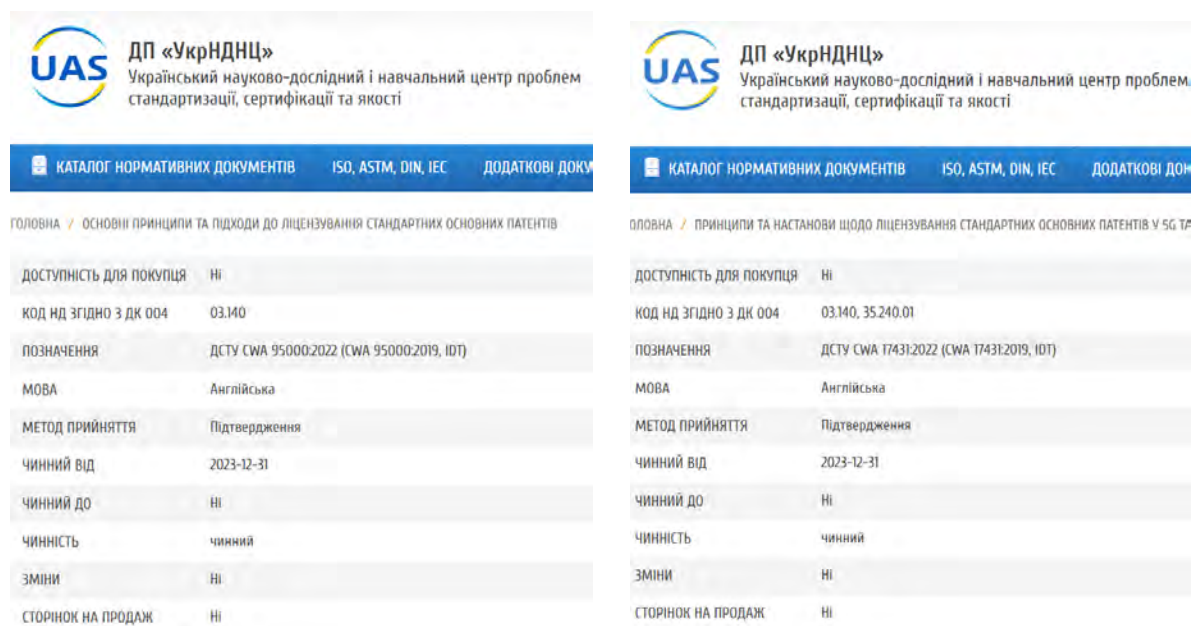 UAS
ДП «УкрНДНЦ»
Український науково-дослідний і навчальний центр проблем
стандартизації, сертифікації та якості
КАТАЛОГ НОРМАТИВНИХ ДОКУМЕНТІВ ISO, ASTM, DIN, IEC ДОДАТКОВІ
ГОЛОВНА / ОСНОВНІ ПРИНЦИПИ ТА ПІДХОДИ ДО ЛІЦЕНЗУВАННЯ СТАНДАРТНИХ ОСНОВНИХ ПАТЕНТІВ
ДОСТУПНІСТЬ ДЛЯ ПОКУПЦЯ Ні
КОД НД ЗГІДНО З ДК 004 03.140
ПОЗНАЧЕННЯ ДСТУ CWA 95000:2022 (CWA 95000:2019, IDT)
МОВА Англійська
МЕТОД ПРИЙНЯТТЯ Підтвердження
ЧИННИЙ ВІД 2023-12-31
ЧИННИЙ ДО Ні
ЧИННІСТЬ чинний
ЗМІНИ Ні
СТОРІНОК НА ПРОДАЖ Ні
UAS
ДП «УкрНДНЦ»
Український науково-дослідний і навчальний центр проблем
стандартизації, сертифікації та якості
КАТАЛОГ НОРМАТИВНИХ ДОКУМЕНТІВ ISO, ASTM, DIN, IEC ДОДАТКОВІ
ГОЛОВНА / ПРИНЦИПИ ТА НАСТАНОВИ ЩОДО ЛІЦЕНЗУВАННЯ СТАНДАРТНИХ ОСНОВНИХ ПАТЕНТІВ У 5G
ДОСТУПНІСТЬ ДЛЯ ПОКУПЦЯ Ні
КОД НД ЗГІДНО З ДК 004 03.140, 35.240.01
ПОЗНАЧЕННЯ ДСТУ CWA 17431:2022 (CWA 17431:2019, IDT)
МОВА Англійська
МЕТОД ПРИЙНЯТТЯ Підтвердження
ЧИННИЙ ВІД 2023-12-31
ЧИННИЙ ДО Ні
ЧИННІСТЬ чинний
ЗМІНИ Ні
СТОРІНОК НА ПРОДАЖ Ні